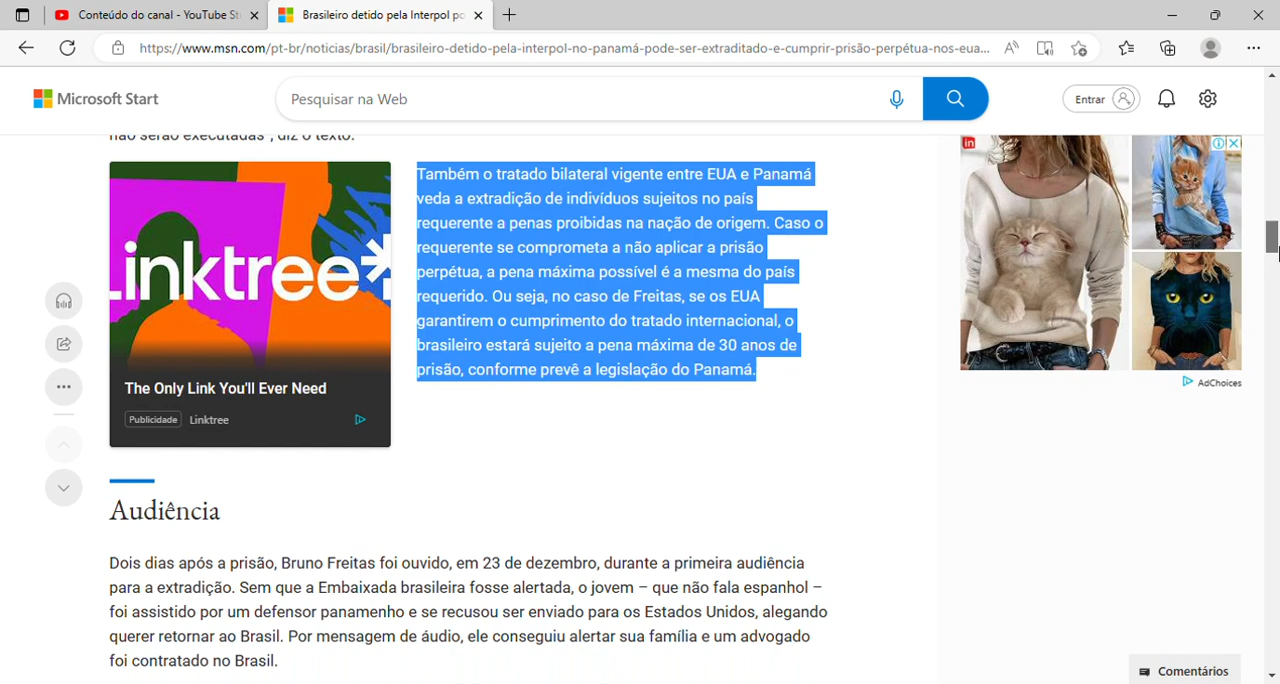 Conteúdo do canal - YouTube St
Brasileiro detido pela Interpol po
https://www.msn.com/pt-br/noticias/brasil/brasileiro-detido-pela-interpol-no-panamá-pode-ser-extraditado-e-cumprir-prisão-perpétua-nos-eua...
Microsoft Start
Pesquisar na Web
Entrar
não serão executadas", diz o texto.
Também o tratado bilateral vigente entre EUA e Panamá
veda a extradição de indivíduos sujeitos no país
requerente a penas proibidas na nação de origem. Caso o
requerente se comprometa a não aplicar a prisão
perpétua, a pena máxima possível é a mesma do país
requerido. Ou seja, no caso de Freitas, se os EUA
garantirem o cumprimento do tratado internacional, o
brasileiro estará sujeito a pena máxima de 30 anos de
prisão, conforme prevê a legislação do Panamá.
Linktree
The Only Link You'll Ever Need
Publicidade Linktree
AdChoices
Audiência
Dois dias após a prisão, Bruno Freitas foi ouvido, em 23 de dezembro, durante a primeira audiência
para a extradição. Sem que a Embaixada brasileira fosse alertada, o jovem – que não fala espanhol –
foi assistido por um defensor panamenho e se recusou ser enviado para os Estados Unidos, alegando
querer retornar ao Brasil. Por mensagem de áudio, ele conseguiu alertar sua família e um advogado
foi contratado no Brasil.
Comentários